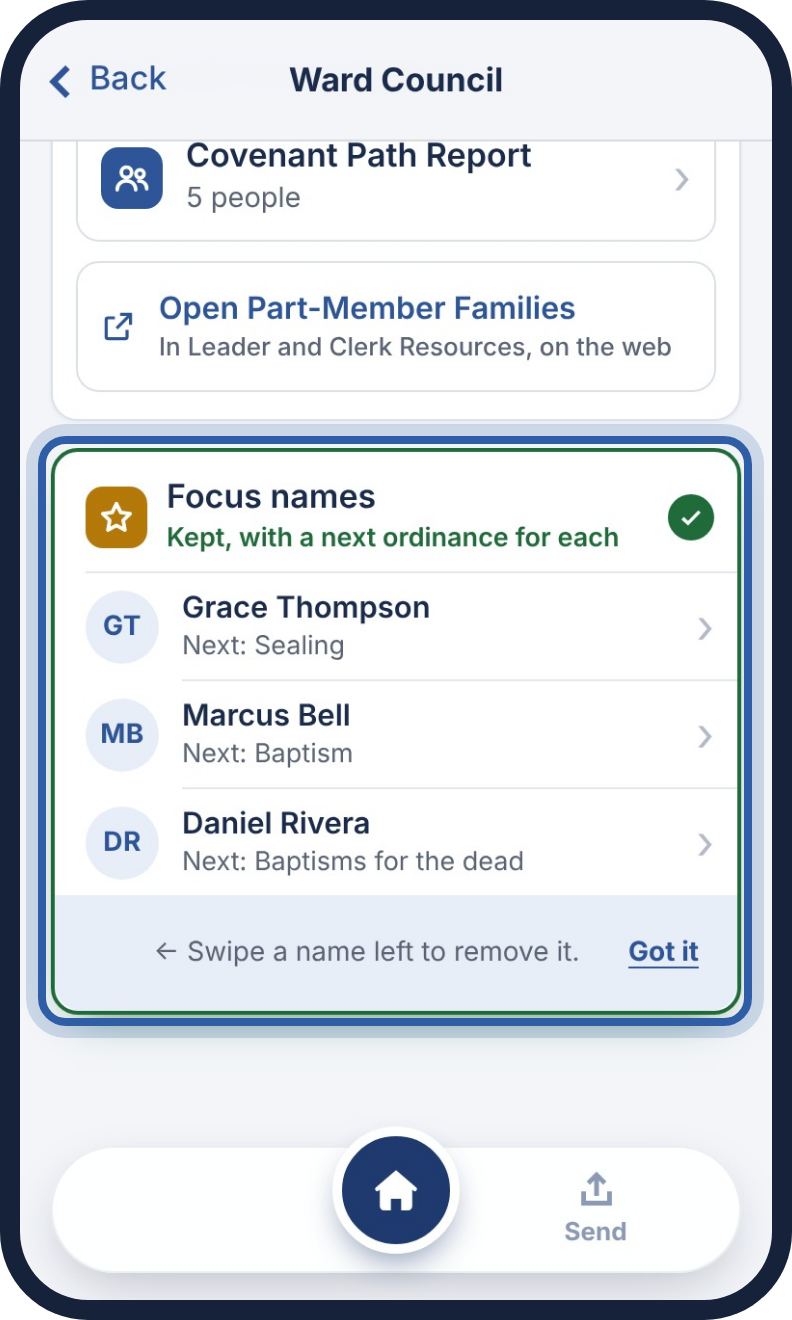 Back
Ward Council
Covenant Path Report
5 people
Open Part-Member Families
In Leader and Clerk Resources, on the web
Focus names
Kept, with a next ordinance for each
GT
Grace Thompson
Next: Sealing
MB
Marcus Bell
Next: Baptism
DR
Daniel Rivera
Next: Baptisms for the dead
← Swipe a name left to remove it.
Got it
Send